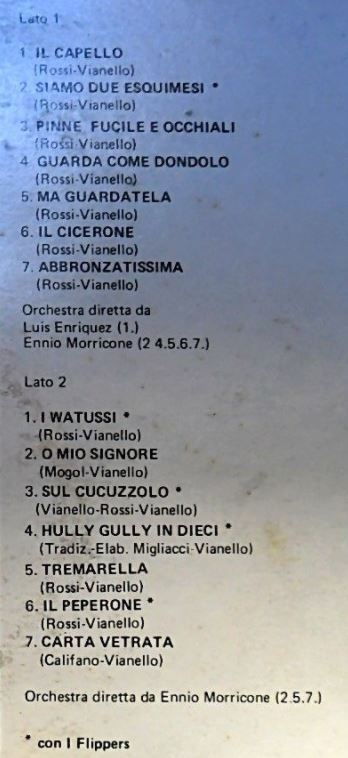 Lato 1
1 IL CAPELLO
(Rossi-Vianello)
2. SIAMO DUE ESQUIMESI *
(Rossi-Vianello)
3. PINNE FUCILE E OCCHIALI
(Rossi Vianello)
4 GUARDA COME DONDOLO
(Rossi-Vianello)
5. MA GUARDATELA
(Rossi-Vianello)
6. IL CICERONE
(Rossi-Vianello)
7. ABBRONZATISSIMA
(Rossi-Vianello)
Orchestra diretta da
Luis Enriquez (1.)
Ennio Morricone (2 4.5.6.7.)
Lato 2
1. I WATUSSI *
(Rossi-Vianello)
2. O MIO SIGNORE
(Mogol-Vianello)
3. SUL CUCUZZOLO *
(Vianello-Rossi-Vianello)
4. HULLY GULLY IN DIECI *
(Tradiz.-Elab. Migliacci-Vianello)
5. TREMARELLA
(Rossi-Vianello)
6. IL PEPERONE *
(Rossi-Vianello)
7. CARTA VETRATA
(Califano-Vianello)
Orchestra diretta da Ennio Morricone (2.5.7.)
* con I Flippers